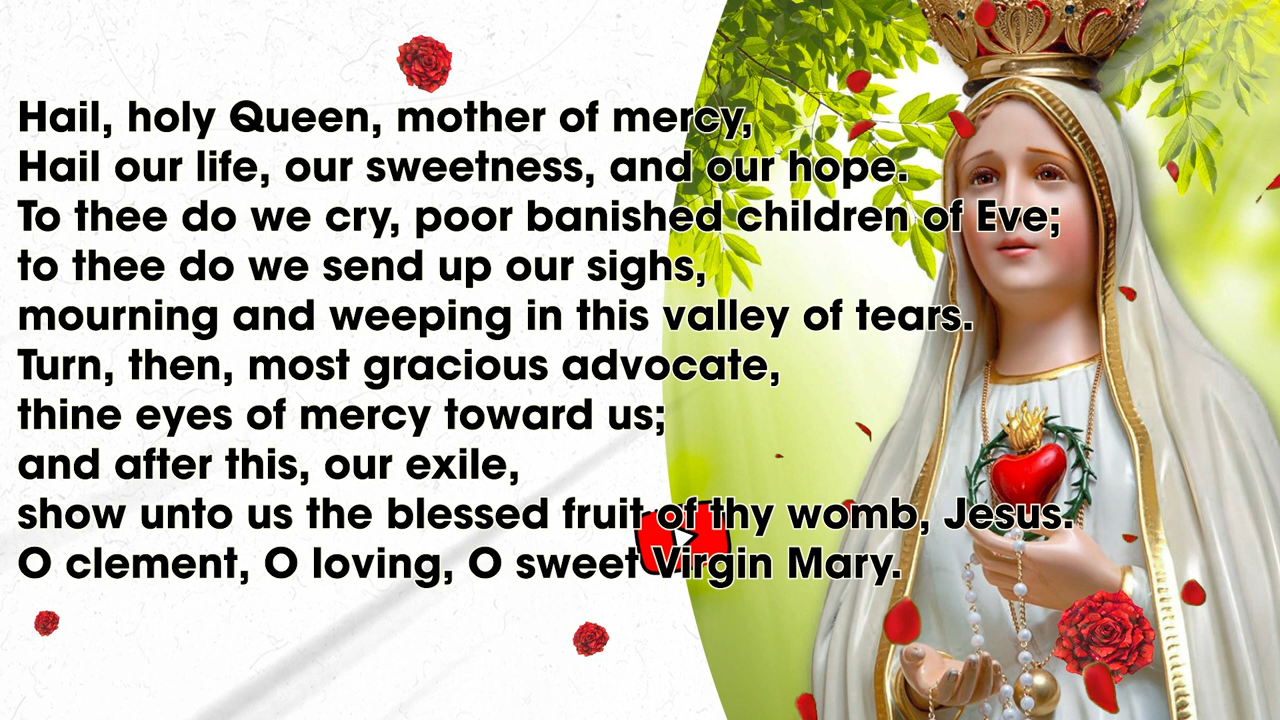 Hail, holy Queen, mother of mercy,
Hail our life, our sweetness, and our hope.
To thee do we cry, poor banished children of Eve;
to thee do we send up our sighs,
mourning and weeping in this valley of tears.
Turn, then, most gracious advocate,
thine eyes of mercy toward us;
and after this, our exile,
show unto us the blessed fruit of thy womb, Jesus.
O clement, O loving, O sweet Virgin Mary.